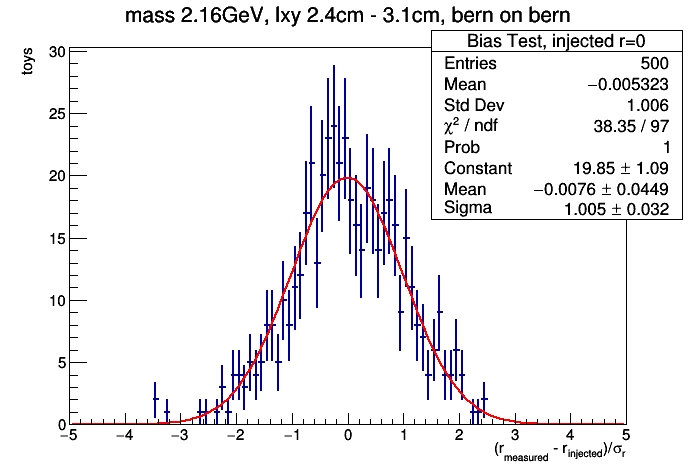 mass 2.16GeV, lxy 2.4cm - 3.1cm, bern on bern
Bias Test, injected r=0
Entries 500
Mean −0.005323
Std Dev 1.006
χ² / ndf 38.35 / 97
Prob 1
Constant 19.85 ± 1.09
Mean −0.0076 ± 0.0449
Sigma 1.005 ± 0.032
toys
30
25
20
15
10
5
0
−5 −4 −3 −2 −1 0 1 2 3 4 5
(r_measured - r_injected)/σ_r